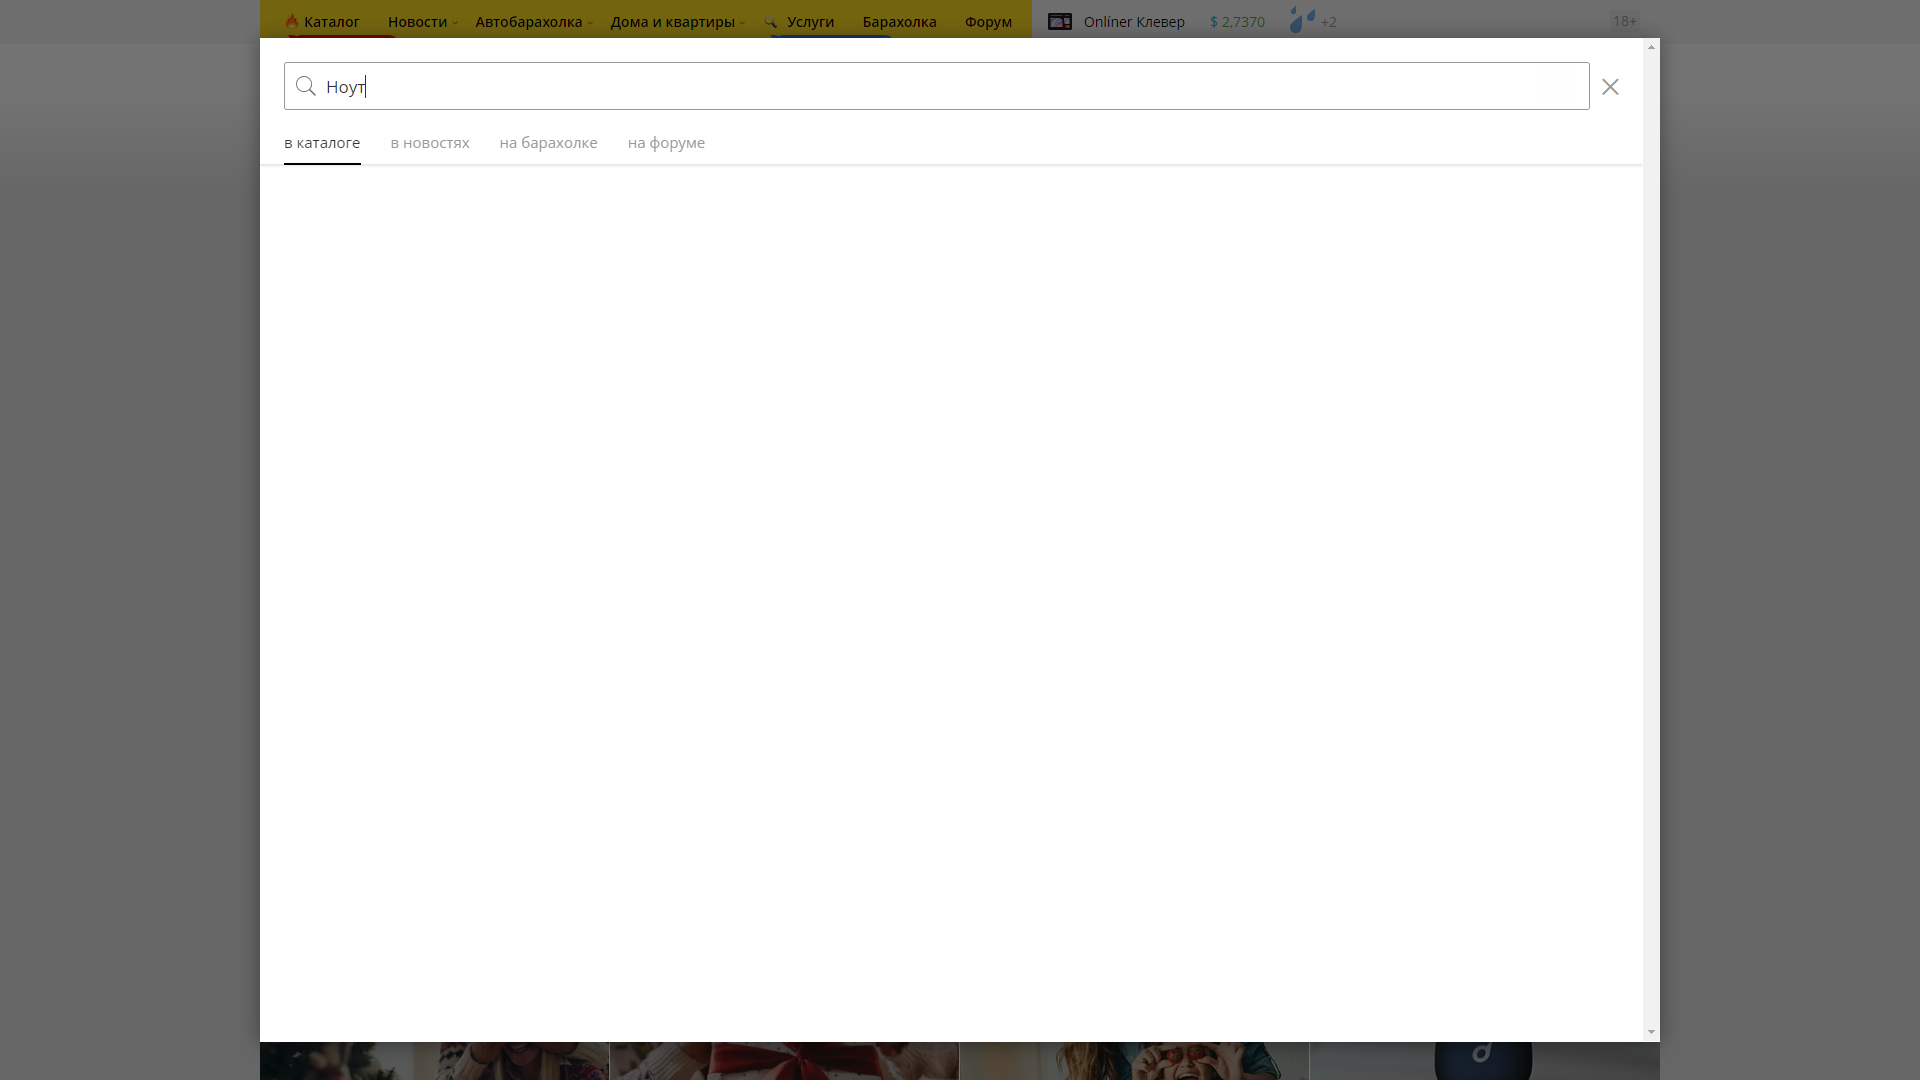 Каталог Новости Автобарахолка Дома и квартиры Услуги Барахолка Форум Onlíner Клевер $ 2,7370 +2 18+
Ноут
в каталоге в новостях на барахолке на форуме